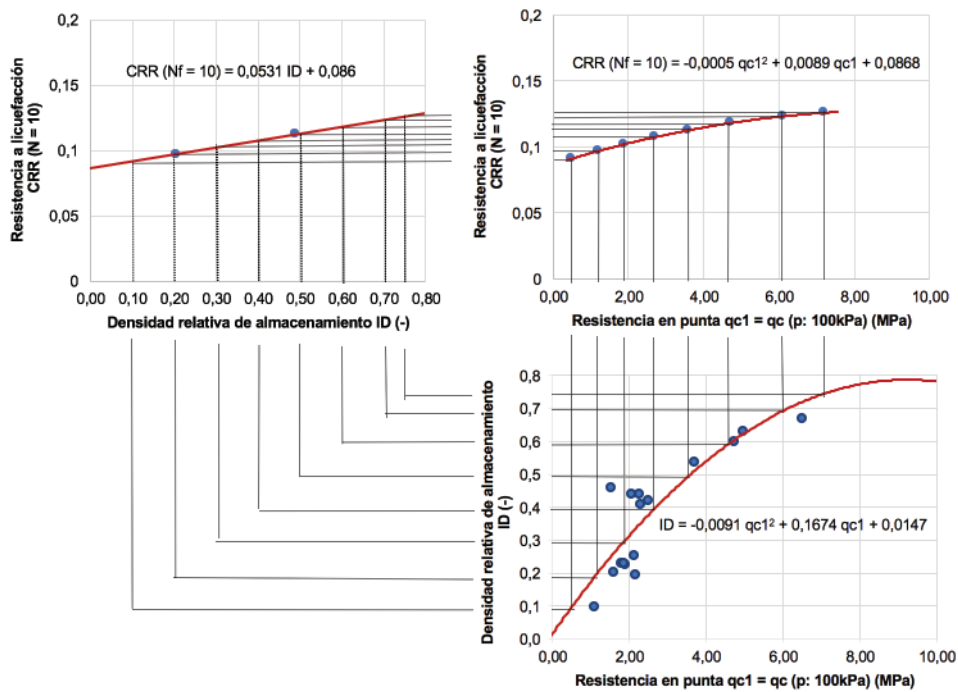 0,2
0,15
0,1
0,05
0
Resistencia a licuefacción
CRR (N = 10)
CRR (Nf = 10) = 0,0531 ID + 0,086
0,00 0,10 0,20 0,30 0,40 0,50 0,60 0,70 0,80
Densidad relativa de almacenamiento ID (-)
0,2
0,15
0,1
0,05
0
Resistencia a licuefacción
CRR (N = 10)
CRR (Nf = 10) = -0,0005 qc1² + 0,0089 qc1 + 0,0868
0,00 2,00 4,00 6,00 8,00 10,00
Resistencia en punta qc1 = qc (p: 100kPa) (MPa)
Densidad relativa de almacenamiento
ID (-)
0,8
0,7
0,6
0,5
0,4
0,3
0,2
0,1
0,0
ID = -0,0091 qc1² + 0,1674 qc1 + 0,0147
0,00 2,00 4,00 6,00 8,00 10,00
Resistencia en punta qc1 = qc (p: 100kPa) (MPa)